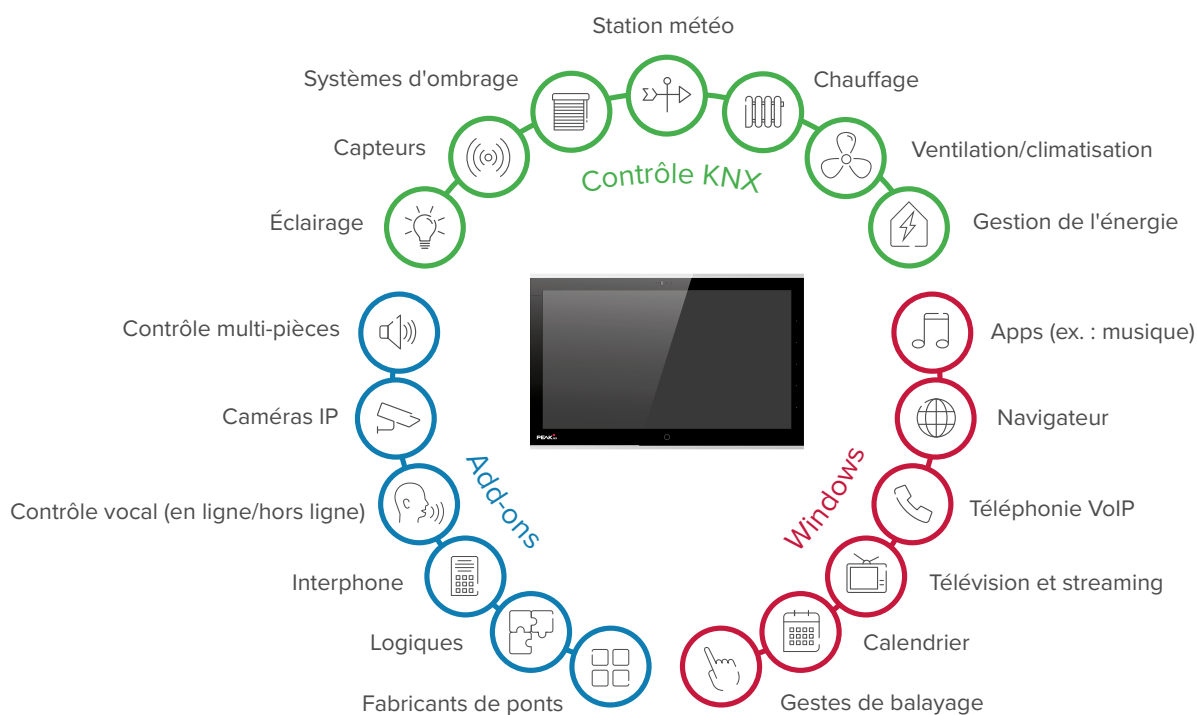 Station météo
Systèmes d'ombrage
Chauffage
Capteurs
Ventilation/climatisation
Contrôle KNX
Éclairage
Gestion de l'énergie
Contrôle multi-pièces
Apps (ex. : musique)
Caméras IP
Navigateur
PEAK
Add-ons
Windows
Contrôle vocal (en ligne/hors ligne)
Téléphonie VoIP
Interphone
Télévision et streaming
Logiques
Calendrier
Fabricants de ponts
Gestes de balayage